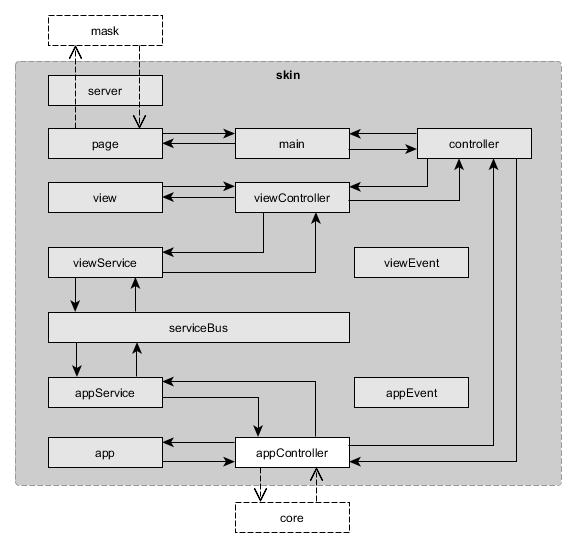 mask
skin
server
page
main
controller
view
viewController
viewService
viewEvent
serviceBus
appService
appEvent
app
appController
core